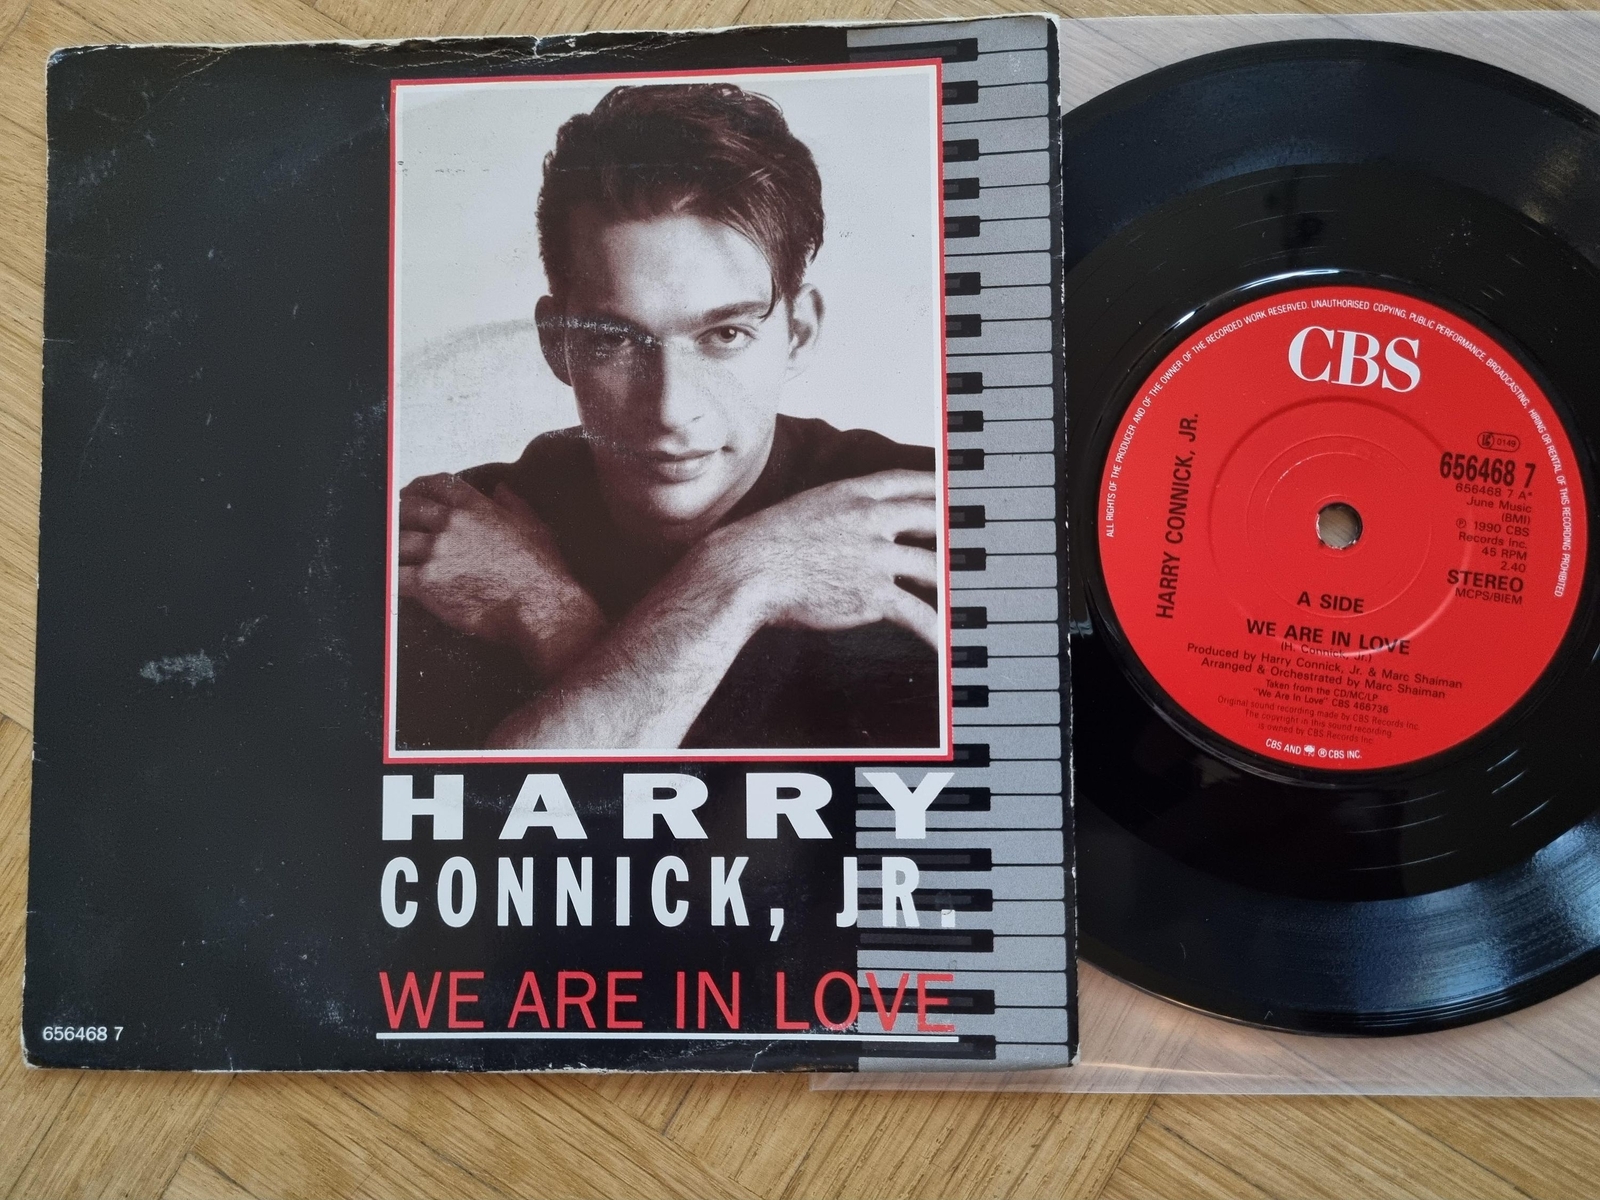 HARRY
CONNICK, JR.
WE ARE IN LOVE
656468 7
ALL RIGHTS OF THE PRODUCER AND OF THE OWNER OF THE RECORDED WORK RESERVED. UNAUTHORISED COPYING, PUBLIC PERFORMANCE, BROADCASTING, HIRING OR RENTAL OF THIS RECORDING PROHIBITED
CBS
HARRY CONNICK, JR.
LC 0149
656468 7
656468 7 A*
June Music
(BMI)
℗ 1990 CBS
Records Inc.
45 RPM
2.40
STEREO
MCPS/BIEM
A SIDE
WE ARE IN LOVE
(H. Connick, Jr.)
Produced by Harry Connick, Jr. & Marc Shaiman
Arranged & Orchestrated by Marc Shaiman
Taken from the CD/MC/LP
"We Are In Love" CBS 466736
Original sound recording made by CBS Records Inc.
The copyright in this sound recording
is owned by CBS Records Inc.
CBS AND ® CBS INC.